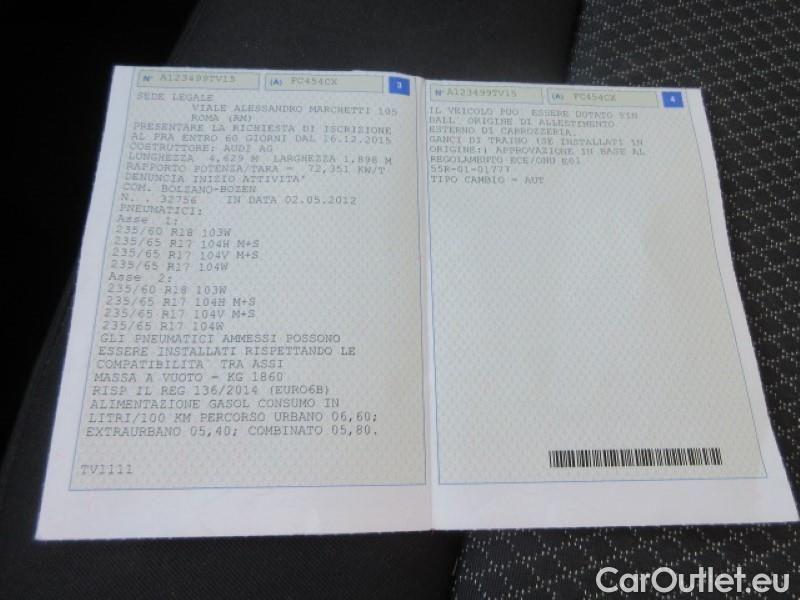 N° A123499TV15 (A) FC454CX 3
SEDE LEGALE
VIALE ALESSANDRO MARCHETTI 105
ROMA (RM)
PRESENTARE LA RICHIESTA DI ISCRIZIONE
AL PRA ENTRO 60 GIORNI DAL 16.12.2015
COSTRUTTORE: AUDI AG
LUNGHEZZA = 4,629 M LARGHEZZA 1,898 M
RAPPORTO POTENZA/TARA = 72,351 KW/T
DENUNCIA INIZIO ATTIVITA'
COM. BOLZANO-BOZEN
N. . 32756 IN DATA 02.05.2012
PNEUMATICI:
Asse 1:
235/60 R18 103W
235/65 R17 104H M+S
235/65 R17 104V M+S
235/65 R17 104W
Asse 2:
235/60 R18 103W
235/65 R17 104H M+S
235/65 R17 104V M+S
235/65 R17 104W
GLI PNEUMATICI AMMESSI POSSONO
ESSERE INSTALLATI RISPETTANDO LE
COMPATIBILITA' TRA ASSI
MASSA A VUOTO = KG 1860
RISP IL REG 136/2014 (EURO6B)
ALIMENTAZIONE GASOL CONSUMO IN
LITRI/100 KM PERCORSO URBANO 06,60;
EXTRAURBANO 05,40; COMBINATO 05,80.
TV1111
N° A123499TV15 (A) FC454CX 4
IL VEICOLO PUO' ESSERE DOTATO FIN
DALL'ORIGINE DI ALLESTIMENTO
ESTERNO DI CARROZZERIA.
GANCI DI TRAINO (SE INSTALLATI IN
ORIGINE:) APPROVAZIONE IN BASE AL
REGOLAMENTO ECE/ONU E01
55R-01-01777
TIPO CAMBIO = AUT
CarOutlet.eu